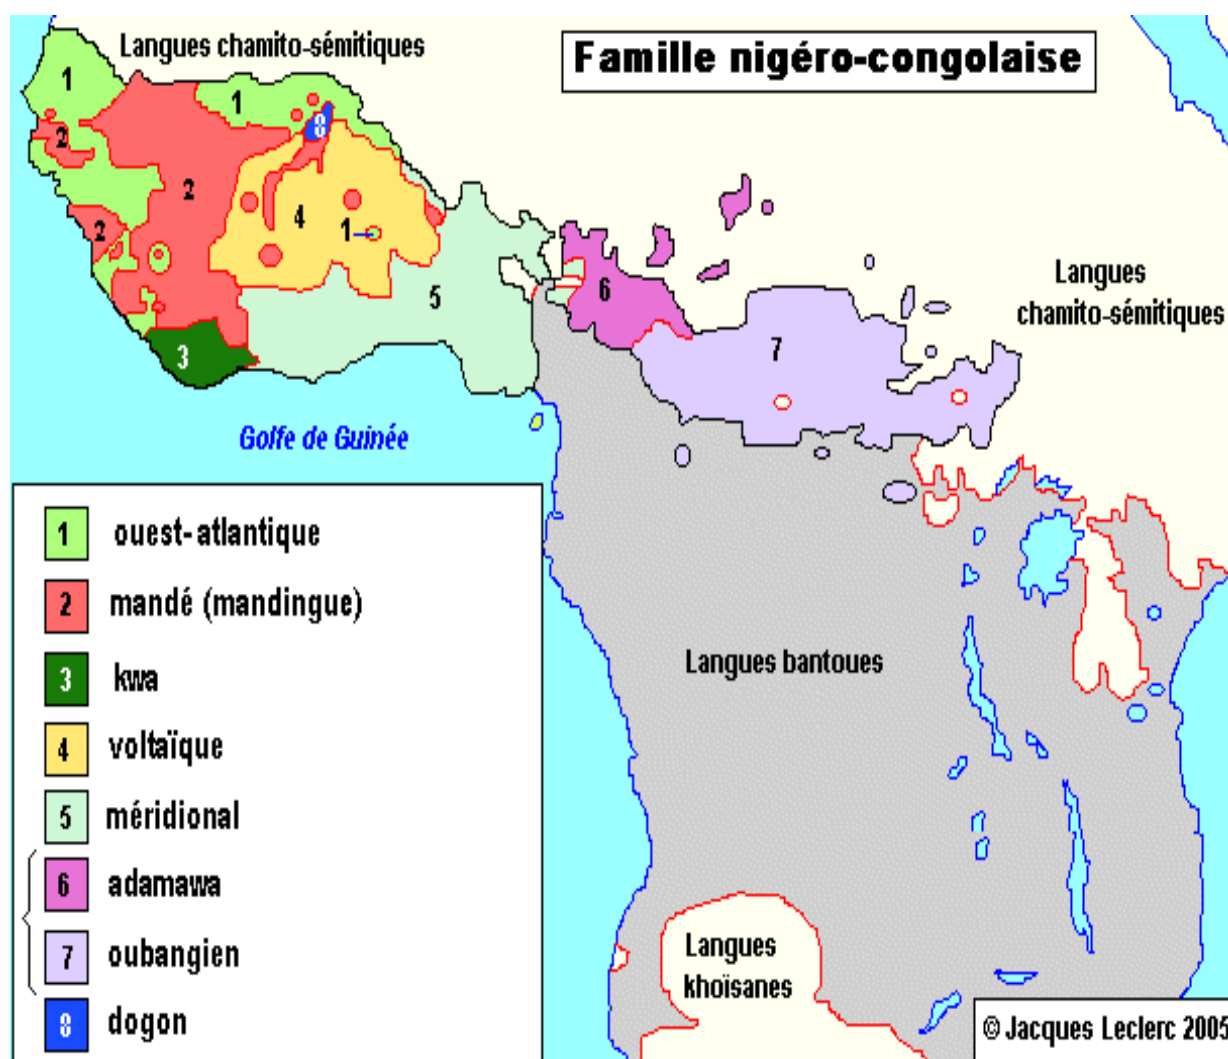 Famille nigéro-congolaise
Langues chamito-sémitiques
1
1
2
8
2
4
2
1
5
6
Langues
chamito-sémitiques
7
3
Golfe de Guinée
Langues bantoues
Langues
khoïsanes
1 ouest-atlantique
2 mandé (mandingue)
3 kwa
4 voltaïque
5 méridional
6 adamawa
7 oubangien
8 dogon
© Jacques Leclerc 2005